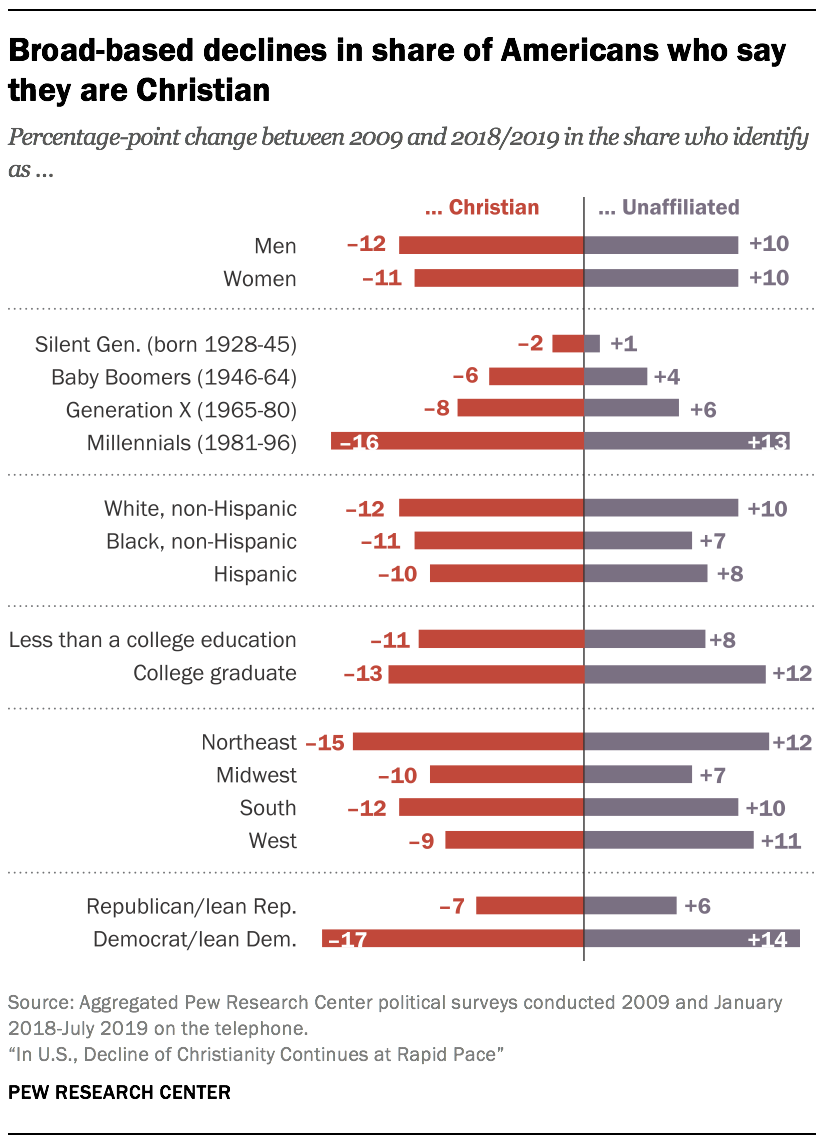 Broad-based declines in share of Americans who say
they are Christian
Percentage-point change between 2009 and 2018/2019 in the share who identify
as ...
... Christian ... Unaffiliated
Men –12 +10
Women –11 +10
Silent Gen. (born 1928-45) –2 +1
Baby Boomers (1946-64) –6 +4
Generation X (1965-80) –8 +6
Millennials (1981-96) –16 +13
White, non-Hispanic –12 +10
Black, non-Hispanic –11 +7
Hispanic –10 +8
Less than a college education –11 +8
College graduate –13 +12
Northeast –15 +12
Midwest –10 +7
South –12 +10
West –9 +11
Republican/lean Rep. –7 +6
Democrat/lean Dem. –17 +14
Source: Aggregated Pew Research Center political surveys conducted 2009 and January
2018-July 2019 on the telephone.
“In U.S., Decline of Christianity Continues at Rapid Pace”
PEW RESEARCH CENTER